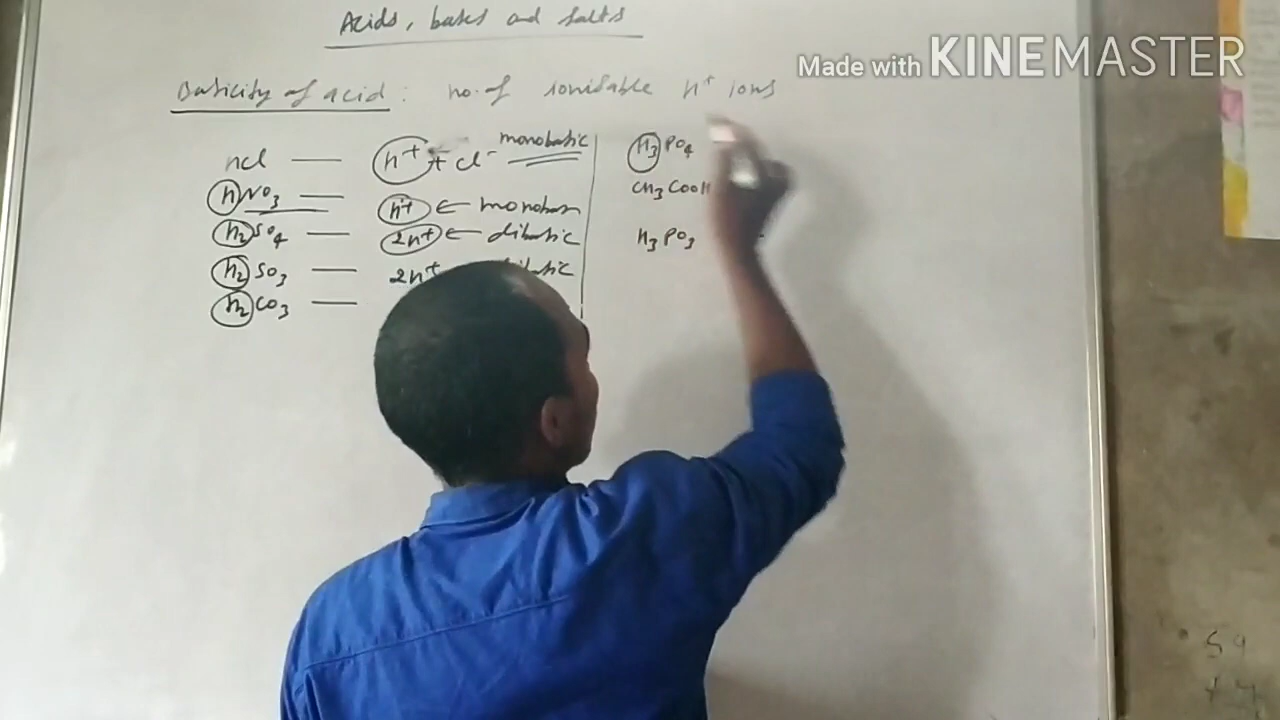 Acids, bases and salts
Made with KINEMASTER
Basicity of acid : no. of ionisable H+ ions
HCl — H+ + Cl- monobasic
HNO3 — H+ ← monobasic
H2SO4 — 2H+ ← dibasic
H2SO3 — 2H+ dibasic
H2CO3 —
H3PO4
CH3COOH
H3PO3